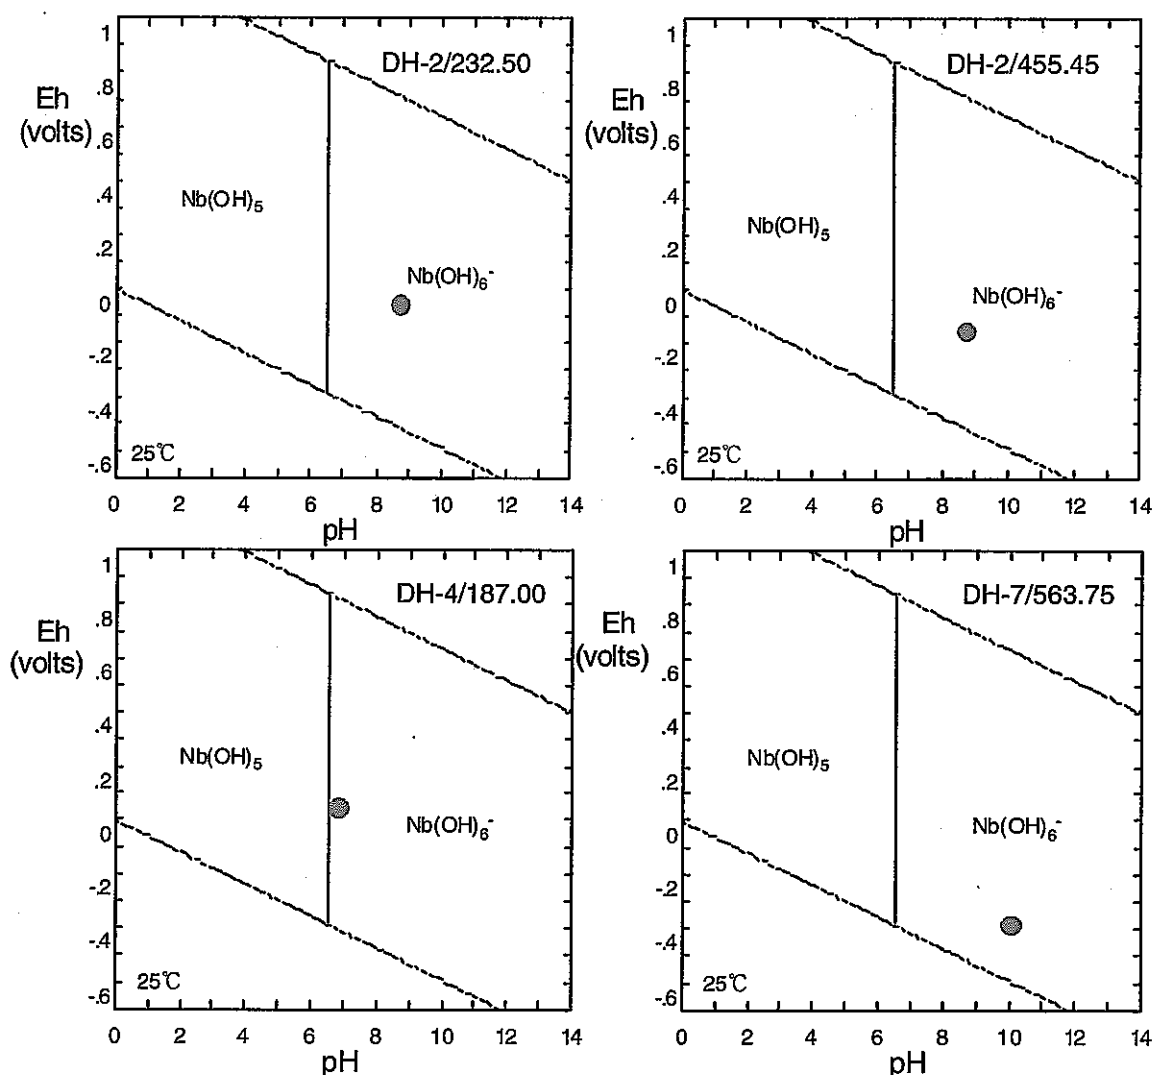 DH-2/232.50
Eh
(volts)
1
.8
.6
.4
.2
0
-.2
-.4
-.6
Nb(OH)5
Nb(OH)6-
25℃
0 2 4 6 8 10 12 14
pH
DH-2/455.45
Eh
(volts)
1
.8
.6
.4
.2
0
-.2
-.4
-.6
Nb(OH)5
Nb(OH)6-
25℃
0 2 4 6 8 10 12 14
pH
DH-4/187.00
Eh
(volts)
1
.8
.6
.4
.2
0
-.2
-.4
-.6
Nb(OH)5
Nb(OH)6-
25℃
0 2 4 6 8 10 12 14
pH
DH-7/563.75
Eh
(volts)
1
.8
.6
.4
.2
0
-.2
-.4
-.6
Nb(OH)5
Nb(OH)6-
25℃
0 2 4 6 8 10 12 14
pH